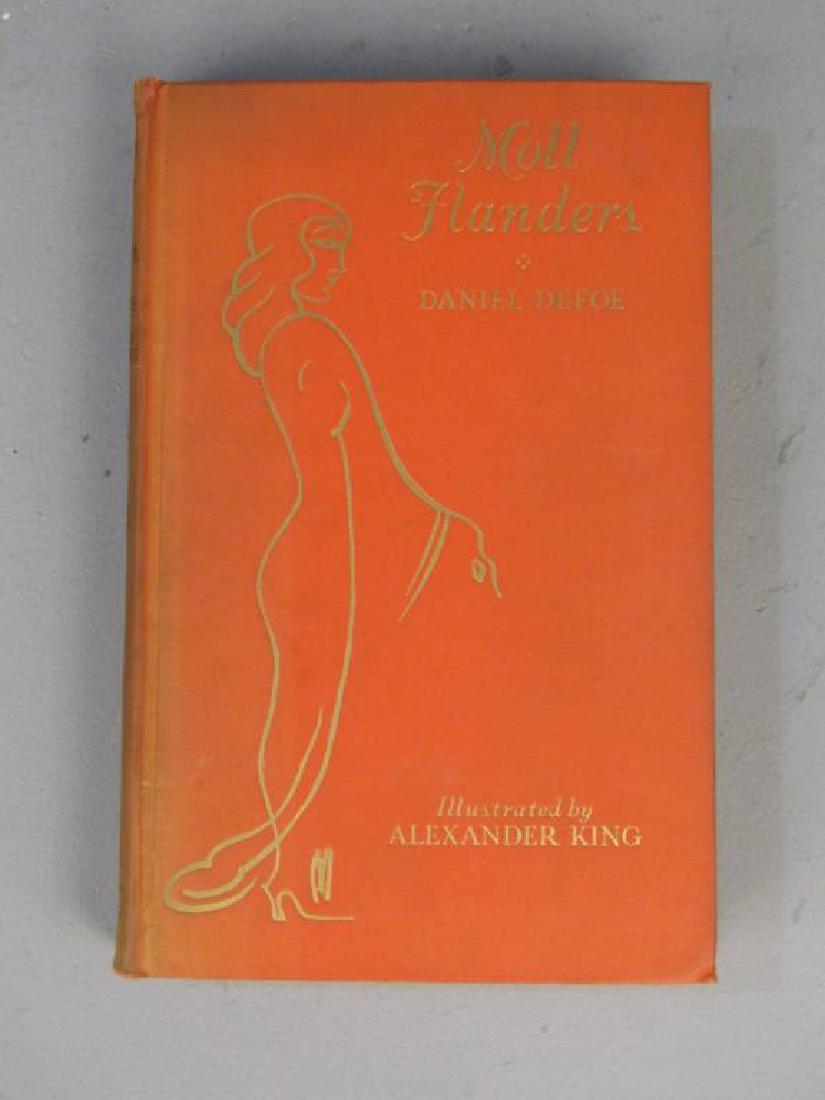 Moll
Flanders
DANIEL DEFOE
Illustrated by
ALEXANDER KING